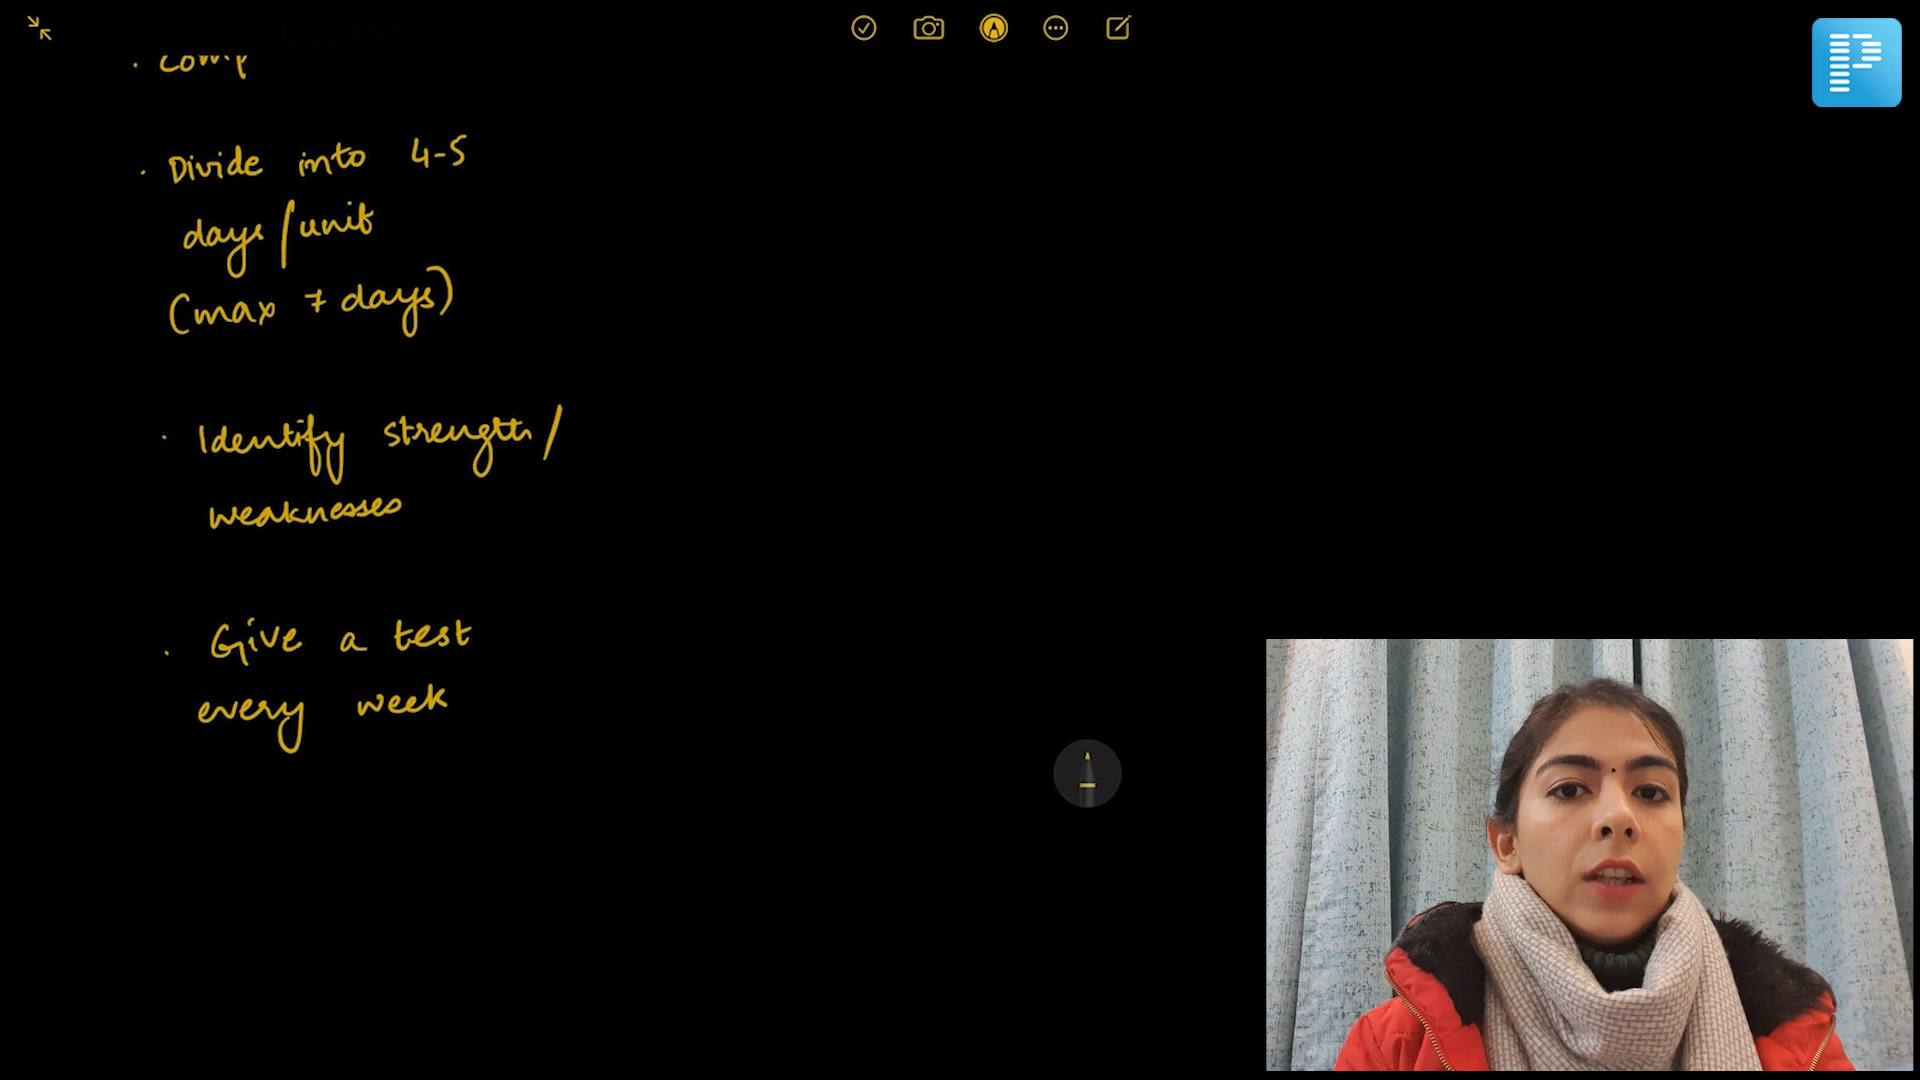 · Divide into 4-5
days/unit
(max 7 days)
· Identify strength/
weaknesses
· Give a test
every week